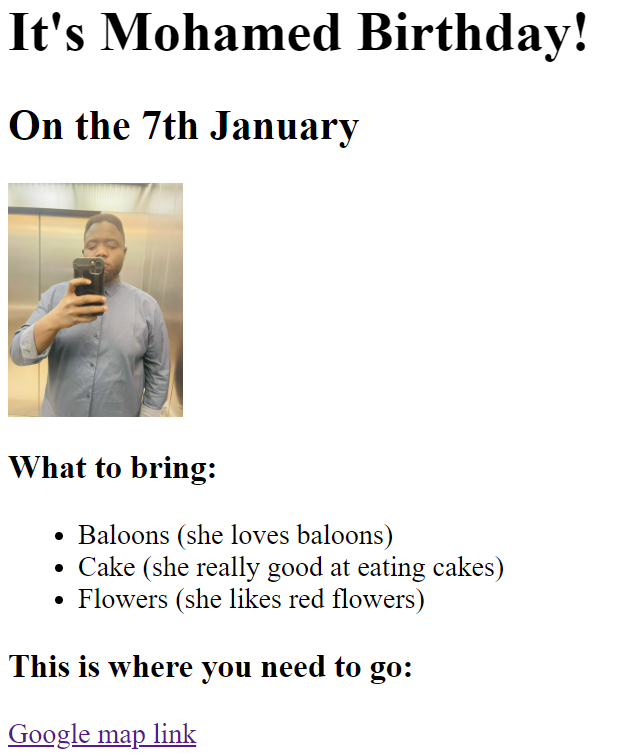 It's Mohamed Birthday!
On the 7th January
What to bring:
Baloons (she loves baloons)
Cake (she really good at eating cakes)
Flowers (she likes red flowers)
This is where you need to go:
Google map link